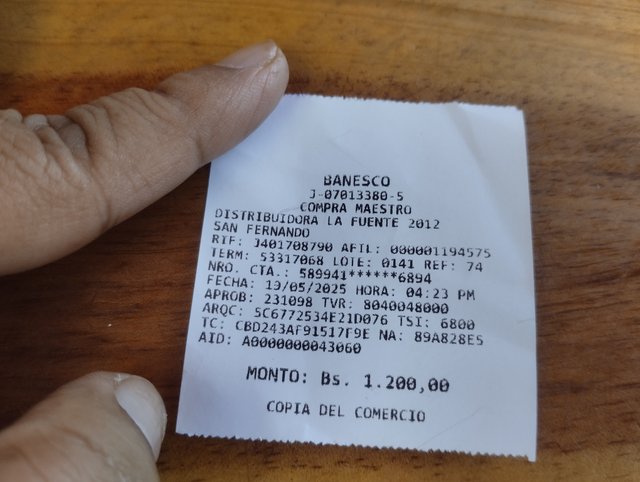 BANESCO
J-07013380-5
COMPRA MAESTRO
DISTRIBUIDORA LA FUENTE 2012
SAN FERNANDO
RIF: J401708790 AFIL: 000001194575
TERM: 53317068 LOTE: 0141 REF: 74
NRO. CTA.: 589941******6894
FECHA: 19/05/2025 HORA: 04:23 PM
APROB: 231098 TVR: 8040048000
ARQC: 5C6772534E21D076 TSI: 6800
TC: CBD243AF91517F9E NA: 89A828E5
AID: A0000000043060
MONTO: Bs. 1.200,00
COPIA DEL COMERCIO